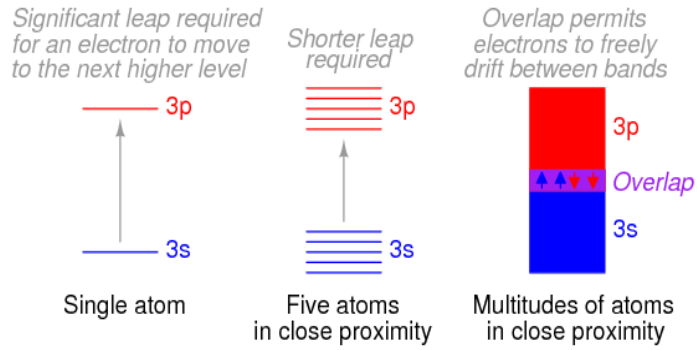 Significant leap required
for an electron to move
to the next higher level
3p
3s
Single atom
Shorter leap
required
3p
3s
Five atoms
in close proximity
Overlap permits
electrons to freely
drift between bands
3p
Overlap
3s
Multitudes of atoms
in close proximity